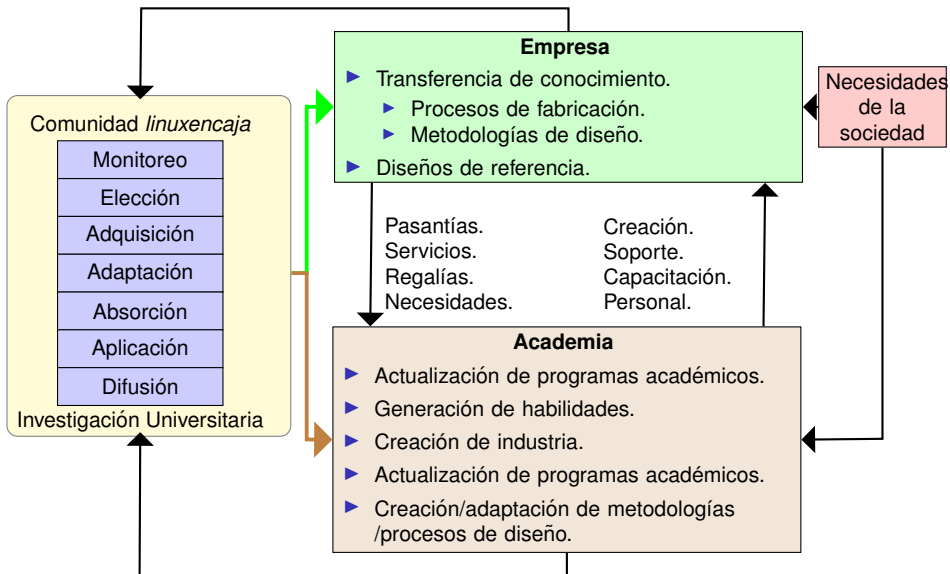 Empresa
Transferencia de conocimiento.
Procesos de fabricación.
Metodologías de diseño.
Diseños de referencia.
Necesidades
de la
sociedad
Comunidad linuxencaja
Monitoreo
Elección
Adquisición
Adaptación
Absorción
Aplicación
Difusión
Investigación Universitaria
Pasantías.
Servicios.
Regalías.
Necesidades.
Creación.
Soporte.
Capacitación.
Personal.
Academia
Actualización de programas académicos.
Generación de habilidades.
Creación de industria.
Actualización de programas académicos.
Creación/adaptación de metodologías
/procesos de diseño.